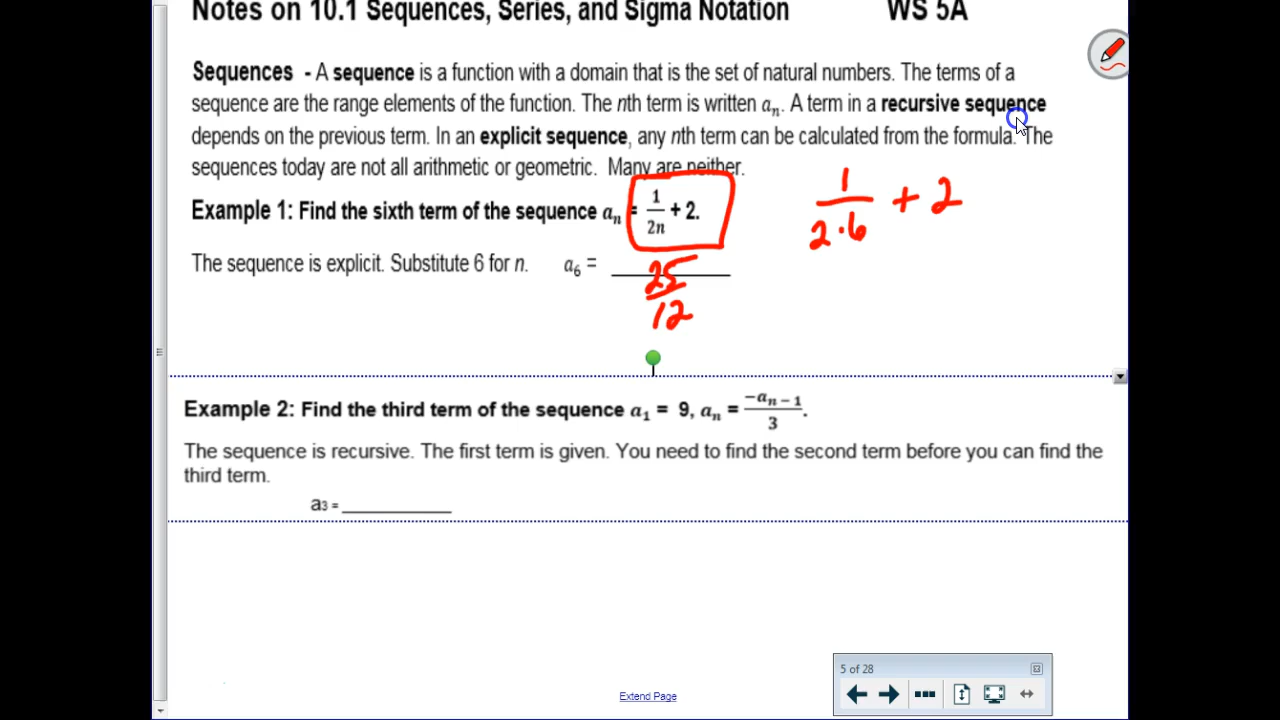 Notes on 10.1 Sequences, Series, and Sigma Notation WS 5A
Sequences - A sequence is a function with a domain that is the set of natural numbers. The terms of a
sequence are the range elements of the function. The nth term is written aₙ. A term in a recursive sequence
depends on the previous term. In an explicit sequence, any nth term can be calculated from the formula. The
sequences today are not all arithmetic or geometric. Many are neither.
Example 1: Find the sixth term of the sequence aₙ = 1/2n + 2.
1/2·6 + 2
The sequence is explicit. Substitute 6 for n. a₆ = ____________
25/12
Example 2: Find the third term of the sequence a₁ = 9, aₙ = −aₙ₋₁/3.
The sequence is recursive. The first term is given. You need to find the second term before you can find the
third term.
a₃ = ____________
5 of 28
Extend Page